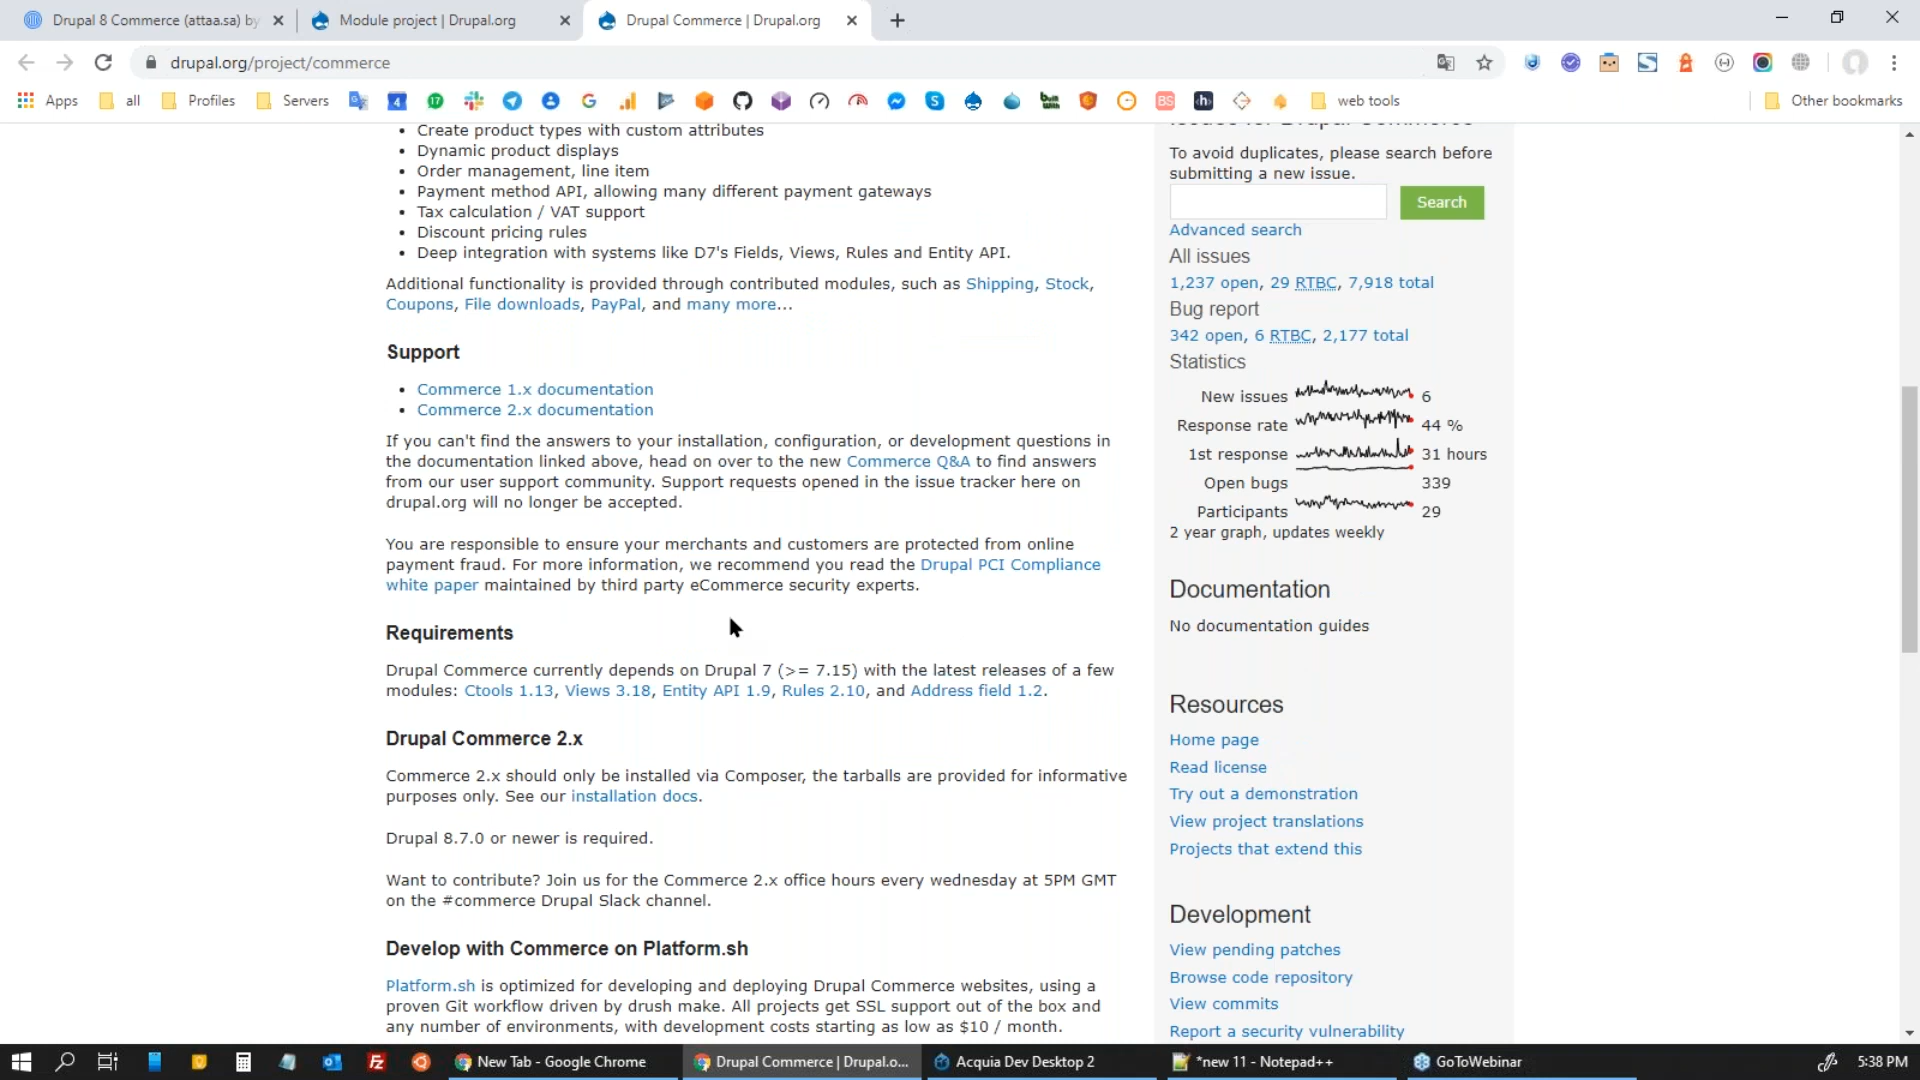 Drupal 8 Commerce (attaa.sa) by
Module project | Drupal.org
Drupal Commerce | Drupal.org
drupal.org/project/commerce
Apps
all
Profiles
Servers
web tools
Other bookmarks
Create product types with custom attributes
Dynamic product displays
Order management, line item
Payment method API, allowing many different payment gateways
Tax calculation / VAT support
Discount pricing rules
Deep integration with systems like D7's Fields, Views, Rules and Entity API.
Additional functionality is provided through contributed modules, such as Shipping, Stock,
Coupons, File downloads, PayPal, and many more...
Support
Commerce 1.x documentation
Commerce 2.x documentation
If you can't find the answers to your installation, configuration, or development questions in
the documentation linked above, head on over to the new Commerce Q&A to find answers
from our user support community. Support requests opened in the issue tracker here on
drupal.org will no longer be accepted.
You are responsible to ensure your merchants and customers are protected from online
payment fraud. For more information, we recommend you read the Drupal PCI Compliance
white paper maintained by third party eCommerce security experts.
Requirements
Drupal Commerce currently depends on Drupal 7 (>= 7.15) with the latest releases of a few
modules: Ctools 1.13, Views 3.18, Entity API 1.9, Rules 2.10, and Address field 1.2.
Drupal Commerce 2.x
Commerce 2.x should only be installed via Composer, the tarballs are provided for informative
purposes only. See our installation docs.
Drupal 8.7.0 or newer is required.
Want to contribute? Join us for the Commerce 2.x office hours every wednesday at 5PM GMT
on the #commerce Drupal Slack channel.
Develop with Commerce on Platform.sh
Platform.sh is optimized for developing and deploying Drupal Commerce websites, using a
proven Git workflow driven by drush make. All projects get SSL support out of the box and
any number of environments, with development costs starting as low as $10 / month.
Issues for Drupal Commerce
To avoid duplicates, please search before
submitting a new issue.
Search
Advanced search
All issues
1,237 open, 29 RTBC, 7,918 total
Bug report
342 open, 6 RTBC, 2,177 total
Statistics
New issues 6
Response rate 44 %
1st response 31 hours
Open bugs 339
Participants 29
2 year graph, updates weekly
Documentation
No documentation guides
Resources
Home page
Read license
Try out a demonstration
View project translations
Projects that extend this
Development
View pending patches
Browse code repository
View commits
Report a security vulnerability
New Tab - Google Chrome
Drupal Commerce | Drupal.o...
Acquia Dev Desktop 2
*new 11 - Notepad++
GoToWebinar
5:38 PM